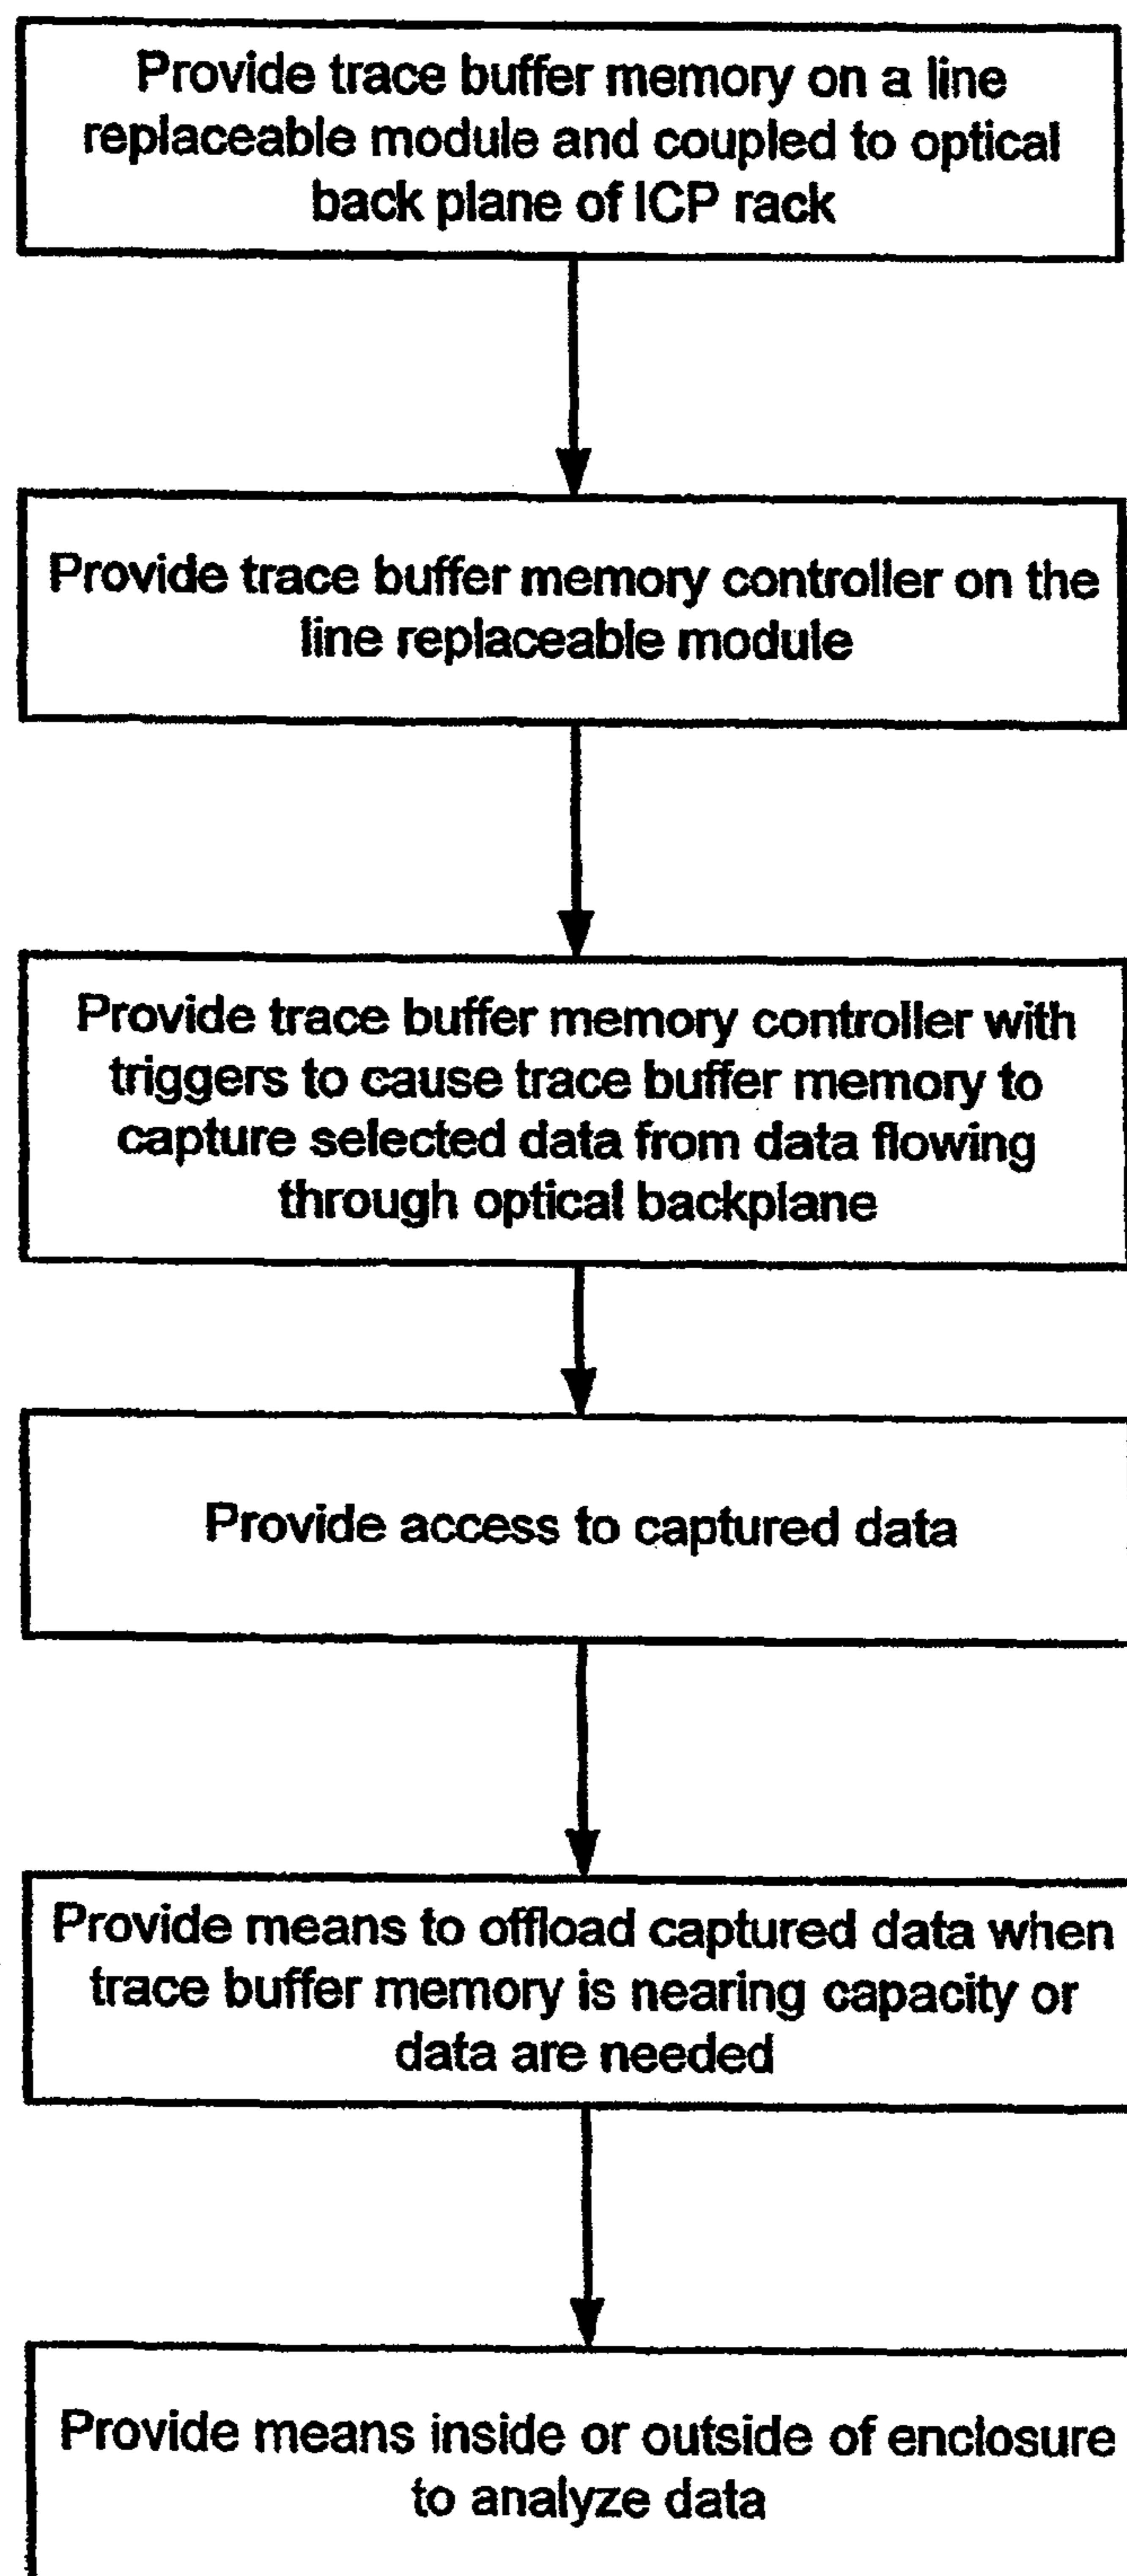 Provide trace buffer memory on a line
replaceable module and coupled to optical
back plane of ICP rack
Provide trace buffer memory controller on the
line replaceable module
Provide trace buffer memory controller with
triggers to cause trace buffer memory to
capture selected data from data flowing
through optical backplane
Provide access to captured data
Provide means to offload captured data when
trace buffer memory is nearing capacity or
data are needed
Provide means inside or outside of enclosure
to analyze data